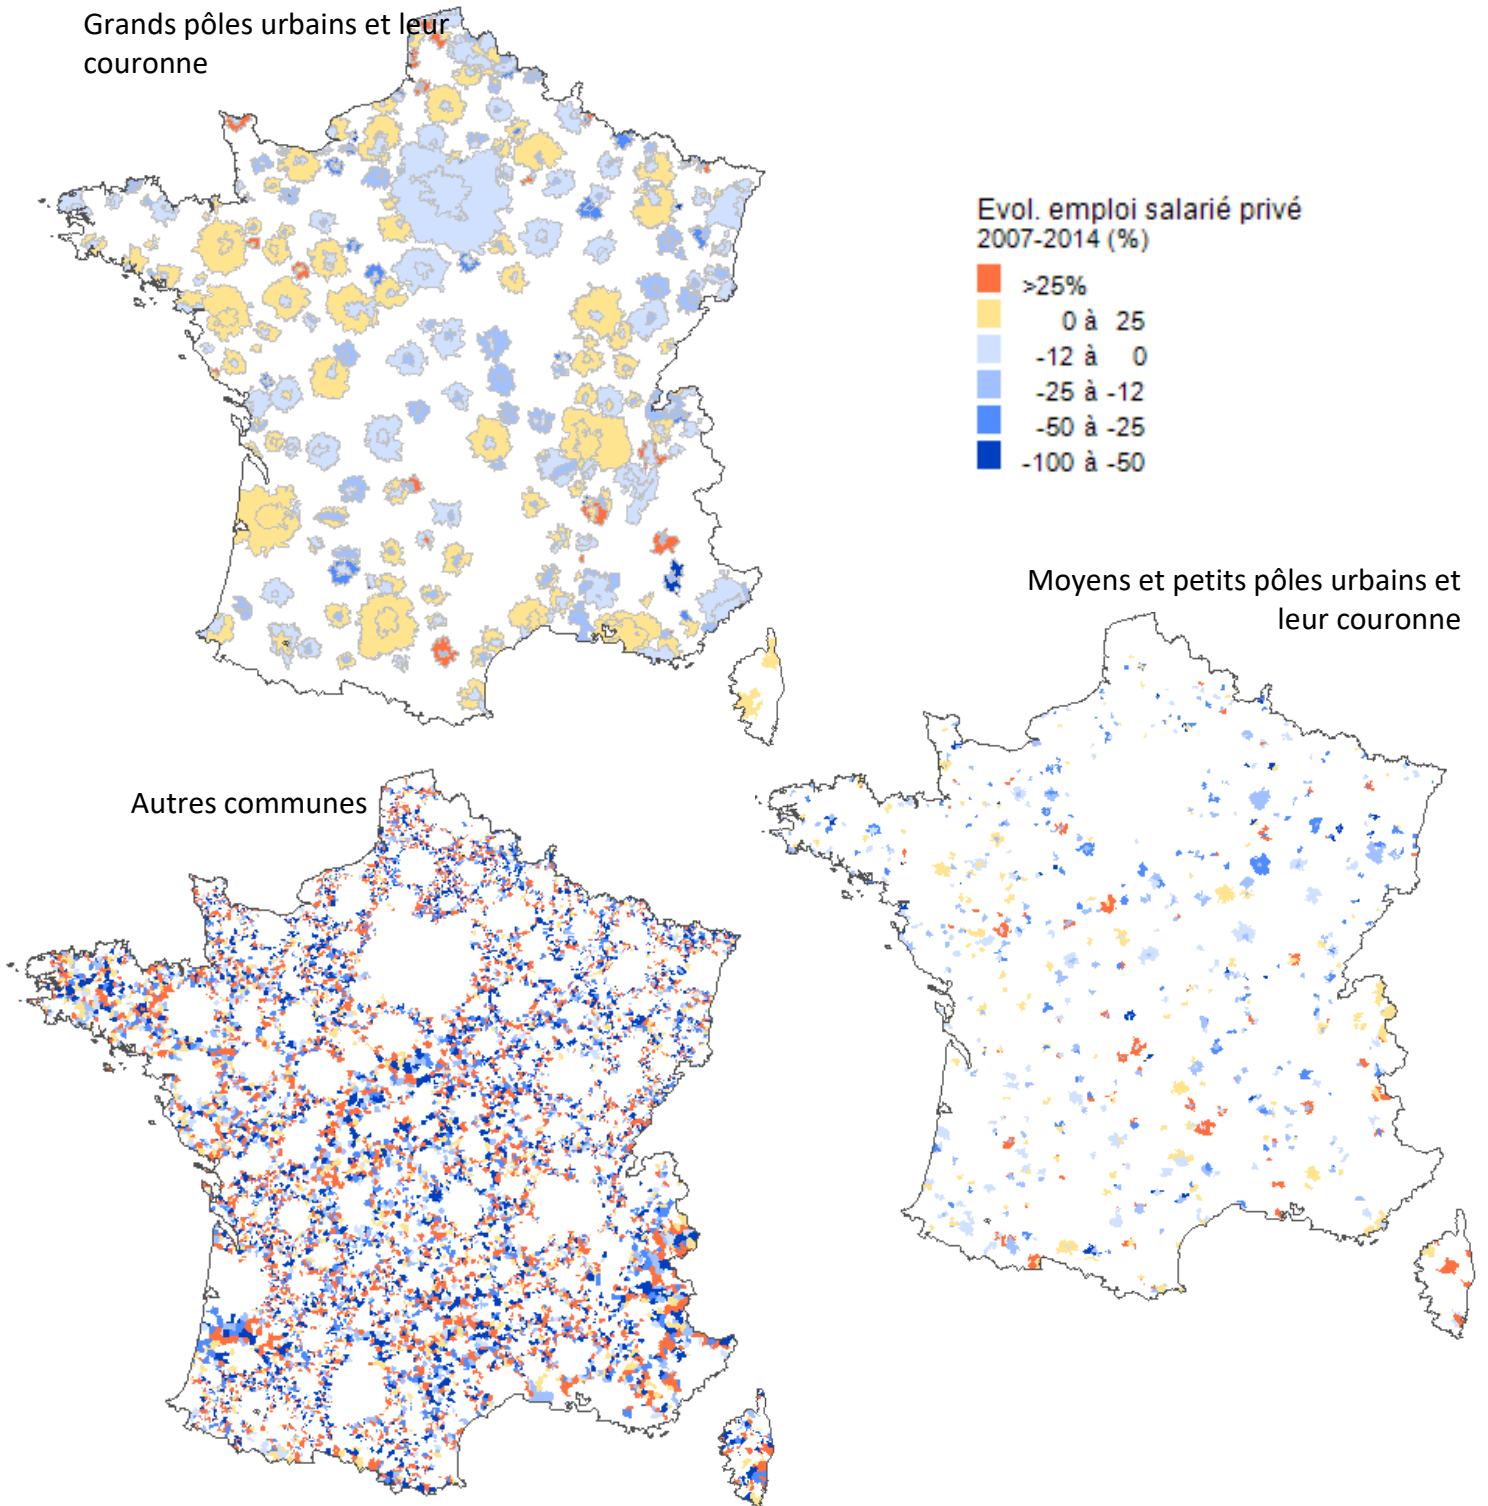 Grands pôles urbains et leur
couronne
Evol. emploi salarié privé
2007-2014 (%)
>25%
0 à 25
-12 à 0
-25 à -12
-50 à -25
-100 à -50
Moyens et petits pôles urbains et
leur couronne
Autres communes